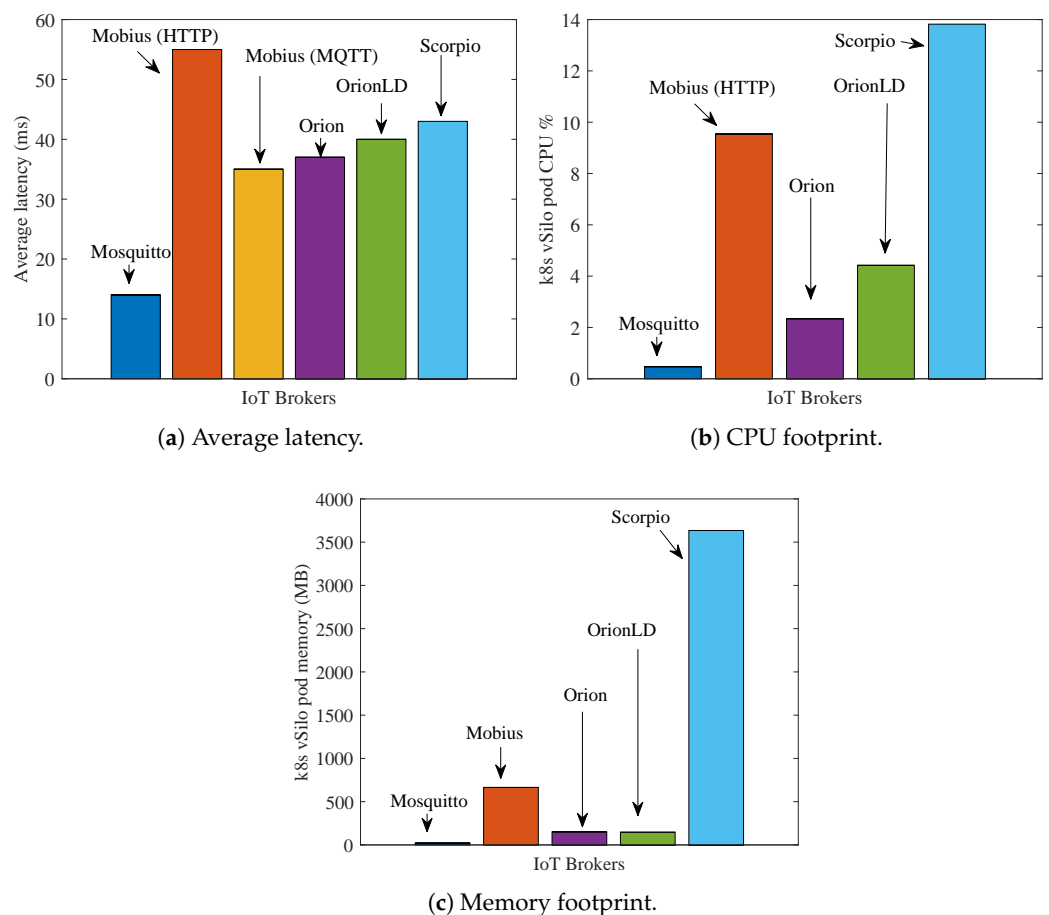 60
50
40
30
20
10
0
Average latency (ms)
Mobius (HTTP)
Mobius (MQTT)
Scorpio
OrionLD
Orion
Mosquitto
IoT Brokers
(a) Average latency.
14
12
10
8
6
4
2
0
k8s vSilo pod CPU %
Scorpio
Mobius (HTTP)
OrionLD
Orion
Mosquitto
IoT Brokers
(b) CPU footprint.
4000
3500
3000
2500
2000
1500
1000
500
0
k8s vSilo pod memory (MB)
Scorpio
OrionLD
Orion
Mobius
Mosquitto
IoT Brokers
(c) Memory footprint.